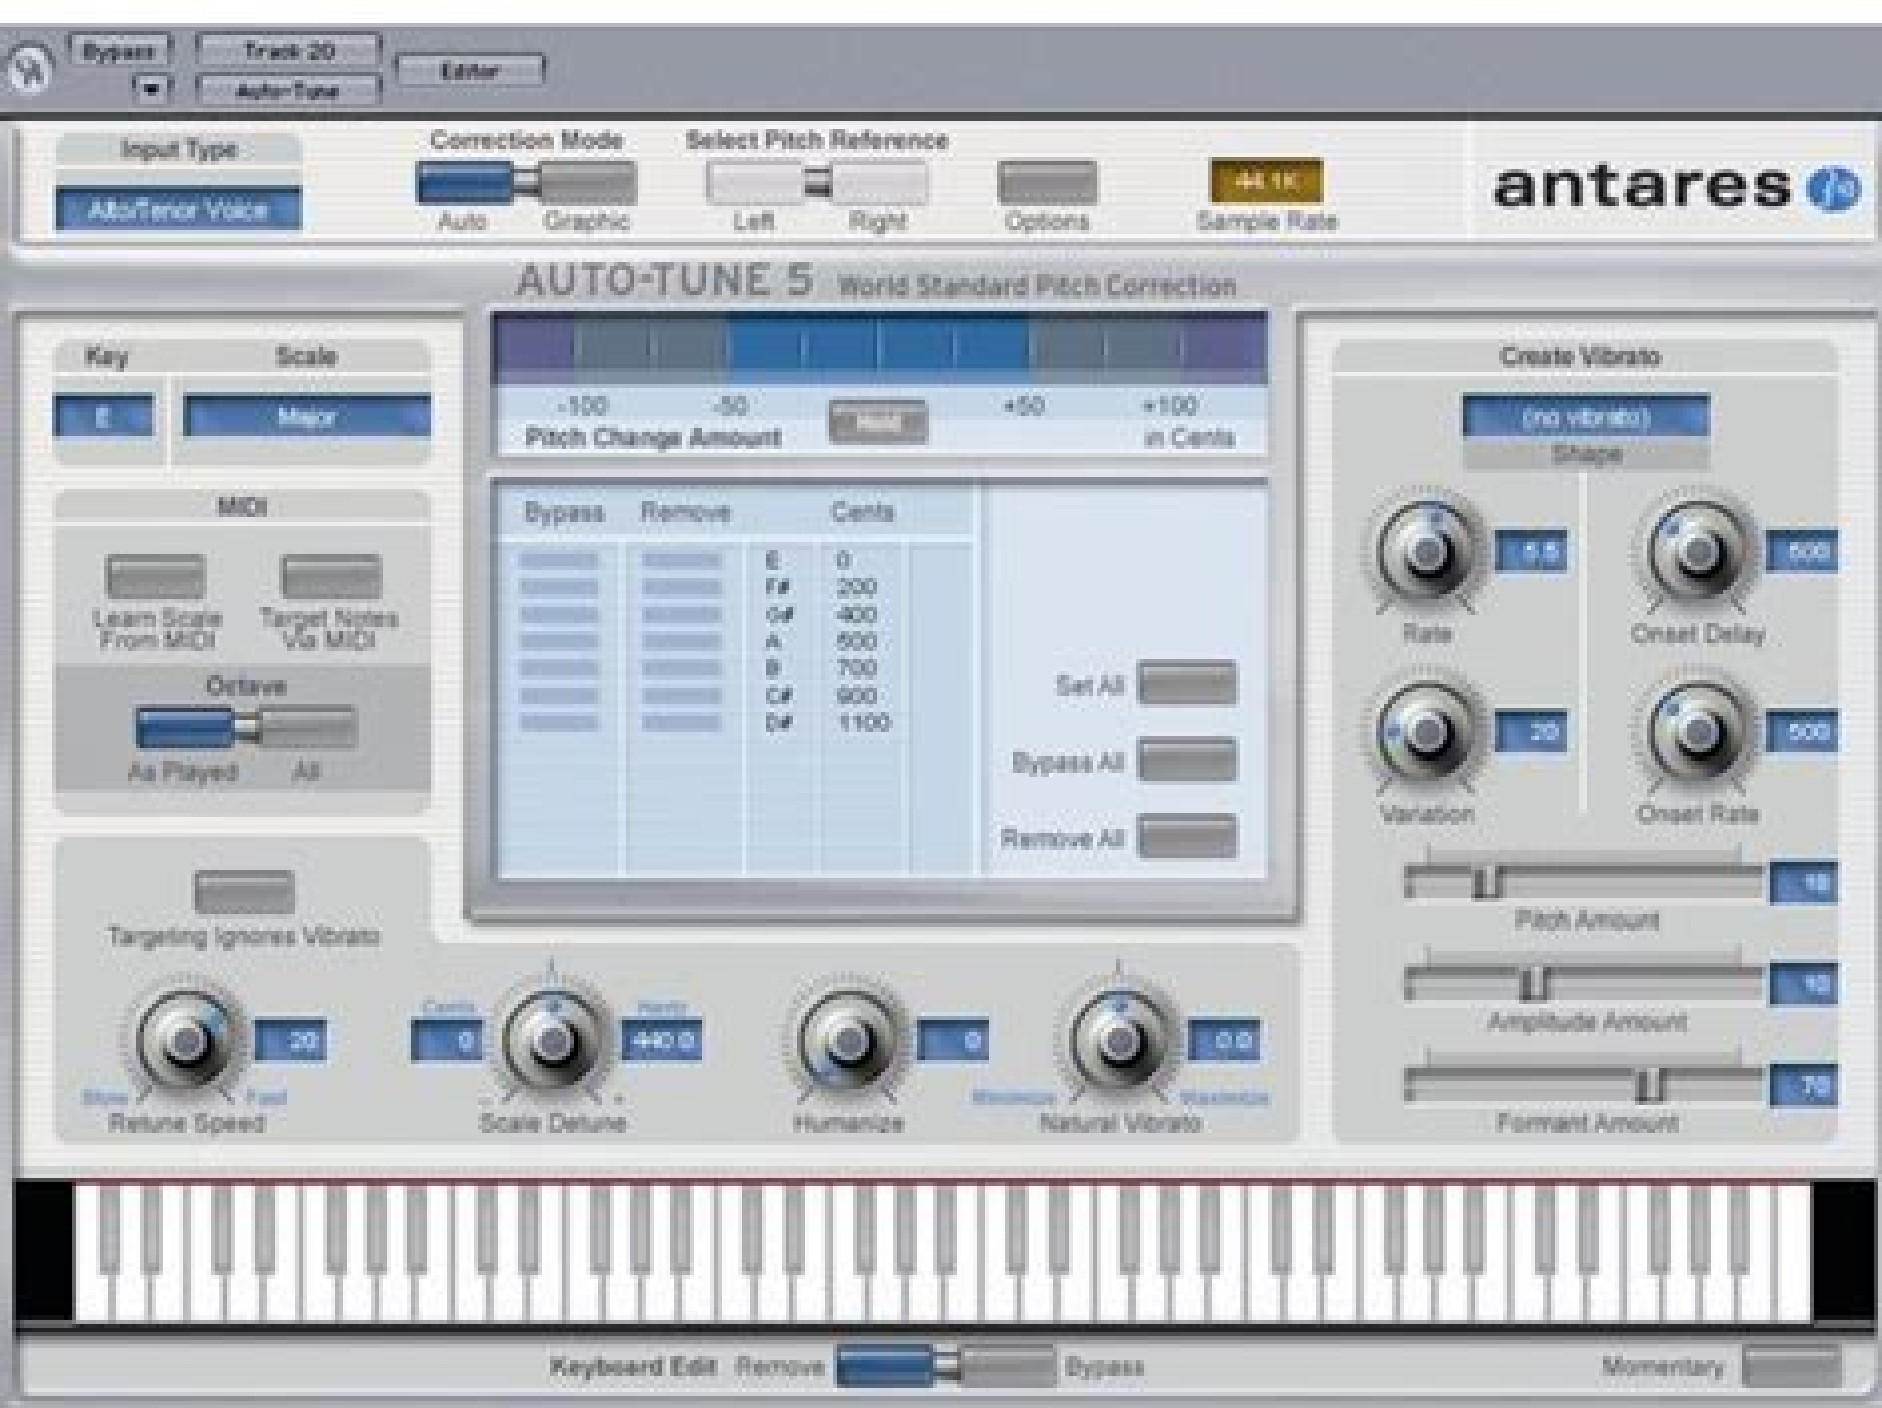 Bypass
Track 20
Auto-Tune
Editor
Input Type
Alto/Tenor Voice
Correction Mode
Auto Graphic
Select Pitch Reference
Left Right
Options
44.1K
Sample Rate
antares
AUTO-TUNE 5 World Standard Pitch Correction
Key Scale
E Major
-100 -50 Hold +50 +100
Pitch Change Amount in Cents
MIDI
Learn Scale
From MIDI
Target Notes
Via MIDI
Octave
As Played All
Bypass Remove Cents
E 0
F# 200
G# 400
A 500
B 700
C# 900
D# 1100
Set All
Bypass All
Remove All
Create Vibrato
(no vibrato)
Shape
5.5
Rate
500
Onset Delay
20
Variation
500
Onset Rate
Pitch Amount
10
Amplitude Amount
70
Formant Amount
Targeting Ignores Vibrato
20
Slow Fast
Retune Speed
Cents Hertz
0 440.0
- +
Scale Detune
0
Humanize
0.0
Minimize Maximize
Natural Vibrato
Keyboard Edit Remove Bypass
Momentary